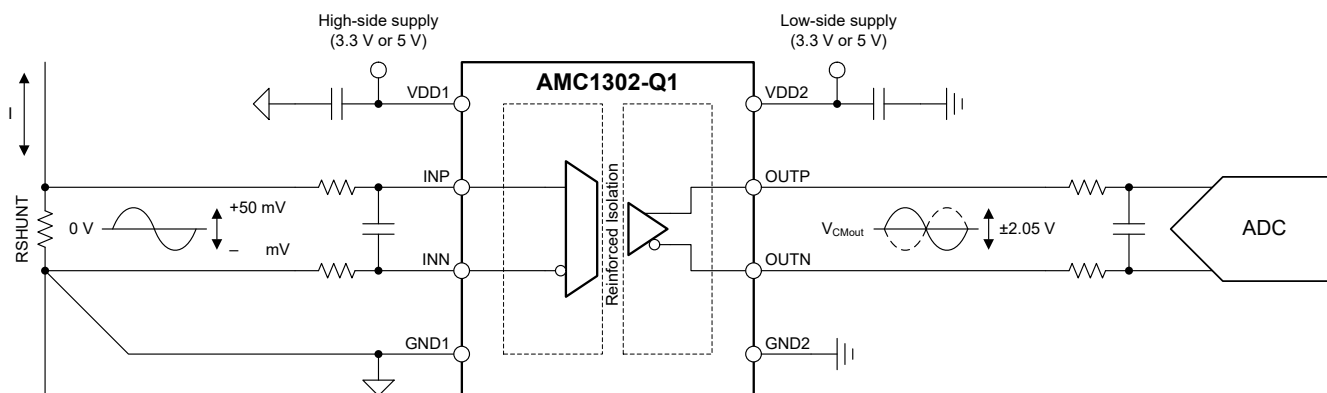 High-side supply
(3.3 V or 5 V)
Low-side supply
(3.3 V or 5 V)
AMC1302-Q1
VDD1
VDD2
I
INP
OUTP
RSHUNT
0 V
+50 mV
– mV
Reinforced Isolation
VCMout
±2.05 V
ADC
INN
OUTN
GND1
GND2